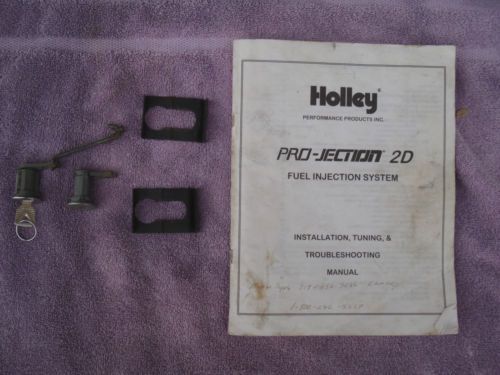 Holley
PERFORMANCE PRODUCTS INC.
PRO-JECTION 2D
FUEL INJECTION SYSTEM
INSTALLATION, TUNING, &
TROUBLESHOOTING
MANUAL